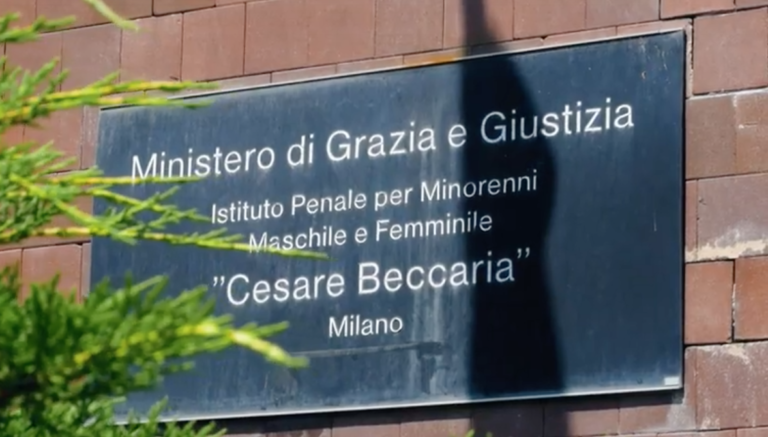 Ministero di Grazia e Giustizia
Istituto Penale per Minorenni
Maschile e Femminile
"Cesare Beccaria"
Milano